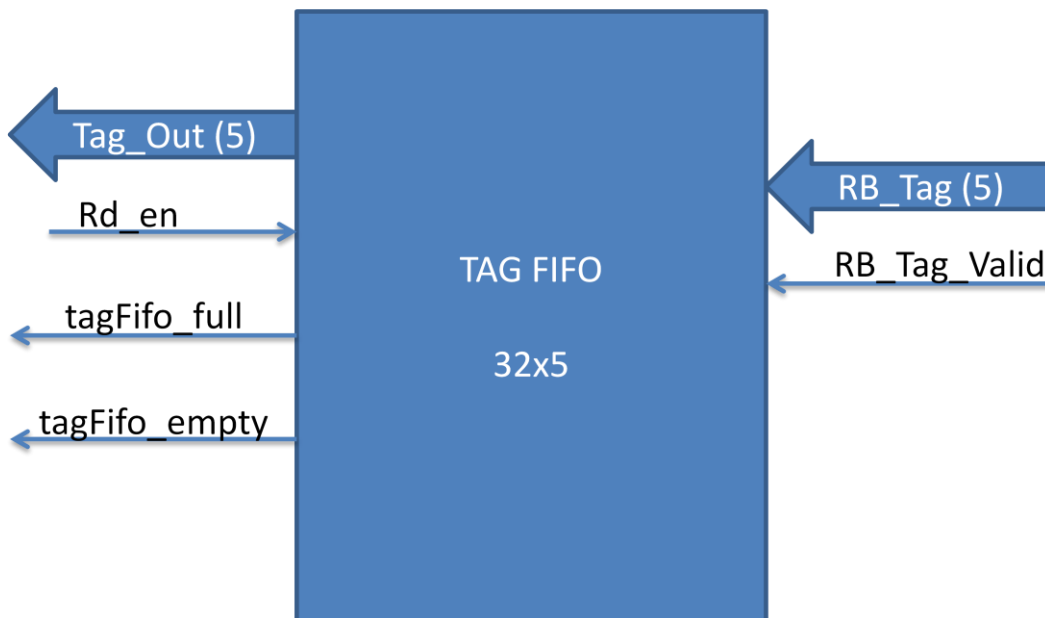 Tag_Out (5)
Rd_en
tagFifo_full
tagFifo_empty
TAG FIFO
32x5
RB_Tag (5)
RB_Tag_Valid